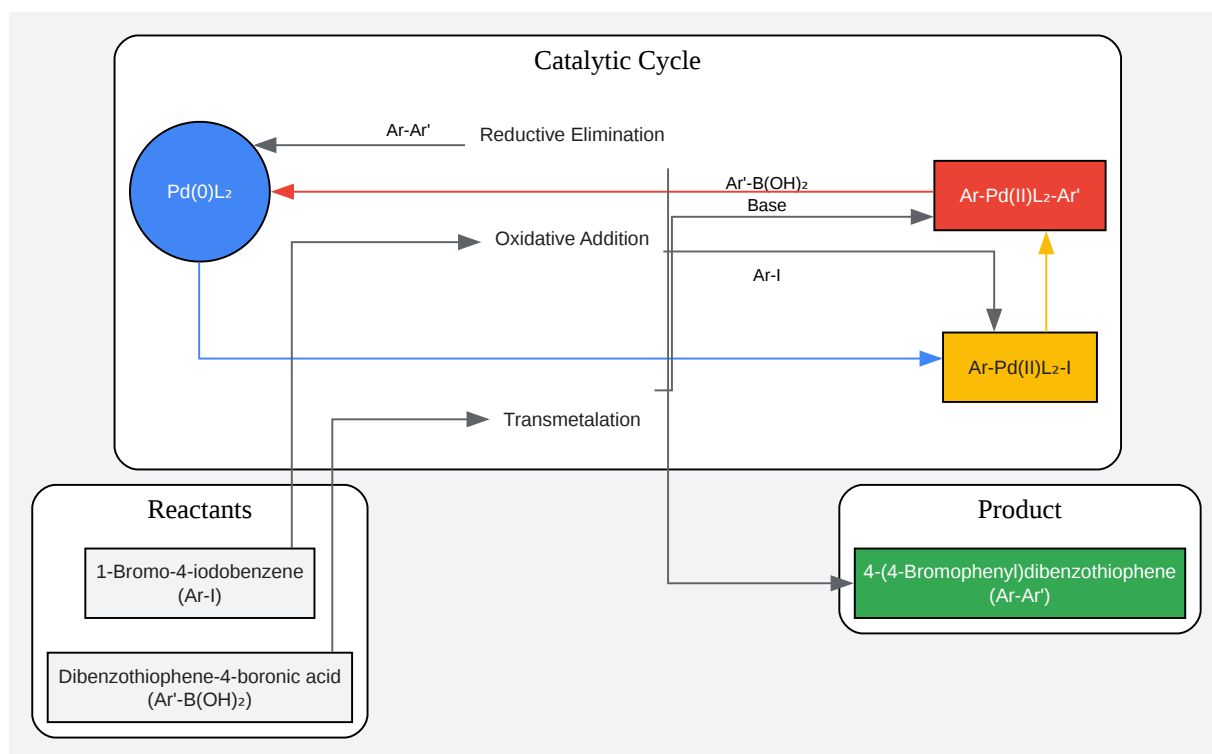 Catalytic Cycle
Ar-Ar'
Reductive Elimination
Pd(0)L₂
Ar'-B(OH)₂
Base
Ar-Pd(II)L₂-Ar'
Oxidative Addition
Ar-I
Ar-Pd(II)L₂-I
Transmetalation
Reactants
1-Bromo-4-iodobenzene
(Ar-I)
Dibenzothiophene-4-boronic acid
(Ar'-B(OH)₂)
Product
4-(4-Bromophenyl)dibenzothiophene
(Ar-Ar')